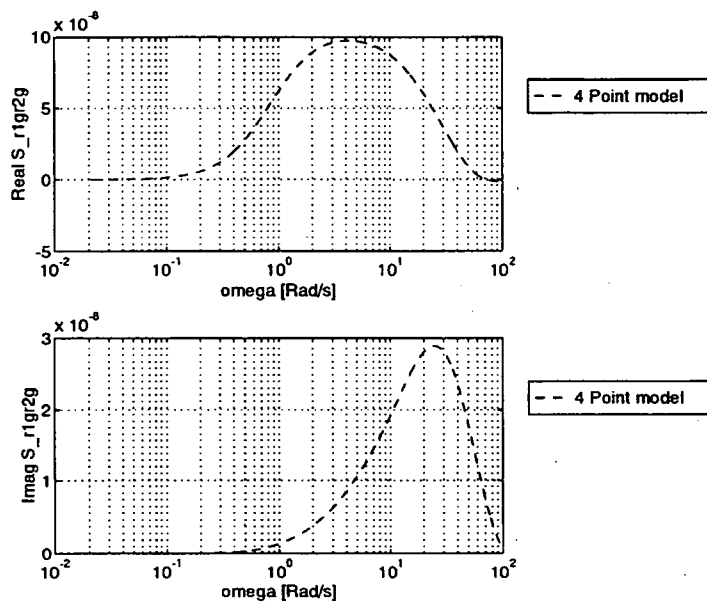 x 10^-8
10
5
0
-5
Real S_r1gr2g
10^-2
10^-1
10^0
10^1
10^2
omega [Rad/s]
4 Point model
x 10^-8
3
2
1
0
Imag S_r1gr2g
10^-2
10^-1
10^0
10^1
10^2
omega [Rad/s]
4 Point model